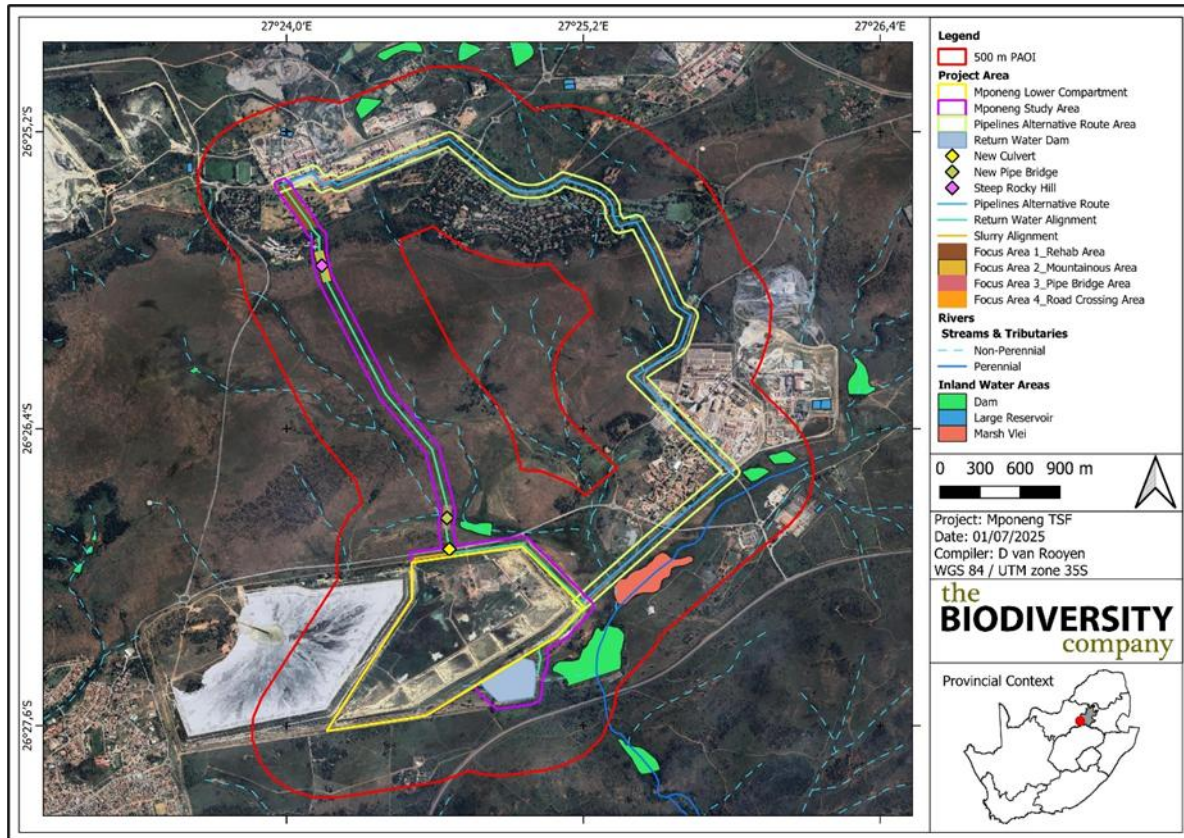 27°24,0'E
27°25,2'E
27°26,4'E
26°25,2'S
26°26,4'S
26°27,6'S
Legend
500 m PAOI
Project Area
Mponeng Lower Compartment
Mponeng Study Area
Pipelines Alternative Route Area
Return Water Dam
New Culvert
New Pipe Bridge
Steep Rocky Hill
Pipelines Alternative Route
Return Water Alignment
Slurry Alignment
Focus Area 1_Rehab Area
Focus Area 2_Mountainous Area
Focus Area 3_Pipe Bridge Area
Focus Area 4_Road Crossing Area
Rivers
Streams & Tributaries
Non-Perennial
Perennial
Inland Water Areas
Dam
Large Reservoir
Marsh Vlei
0 300 600 900 m
Project: Mponeng TSF
Date: 01/07/2025
Compiler: D van Rooyen
WGS 84 / UTM zone 35S
the
BIODIVERSITY
company
Provincial Context